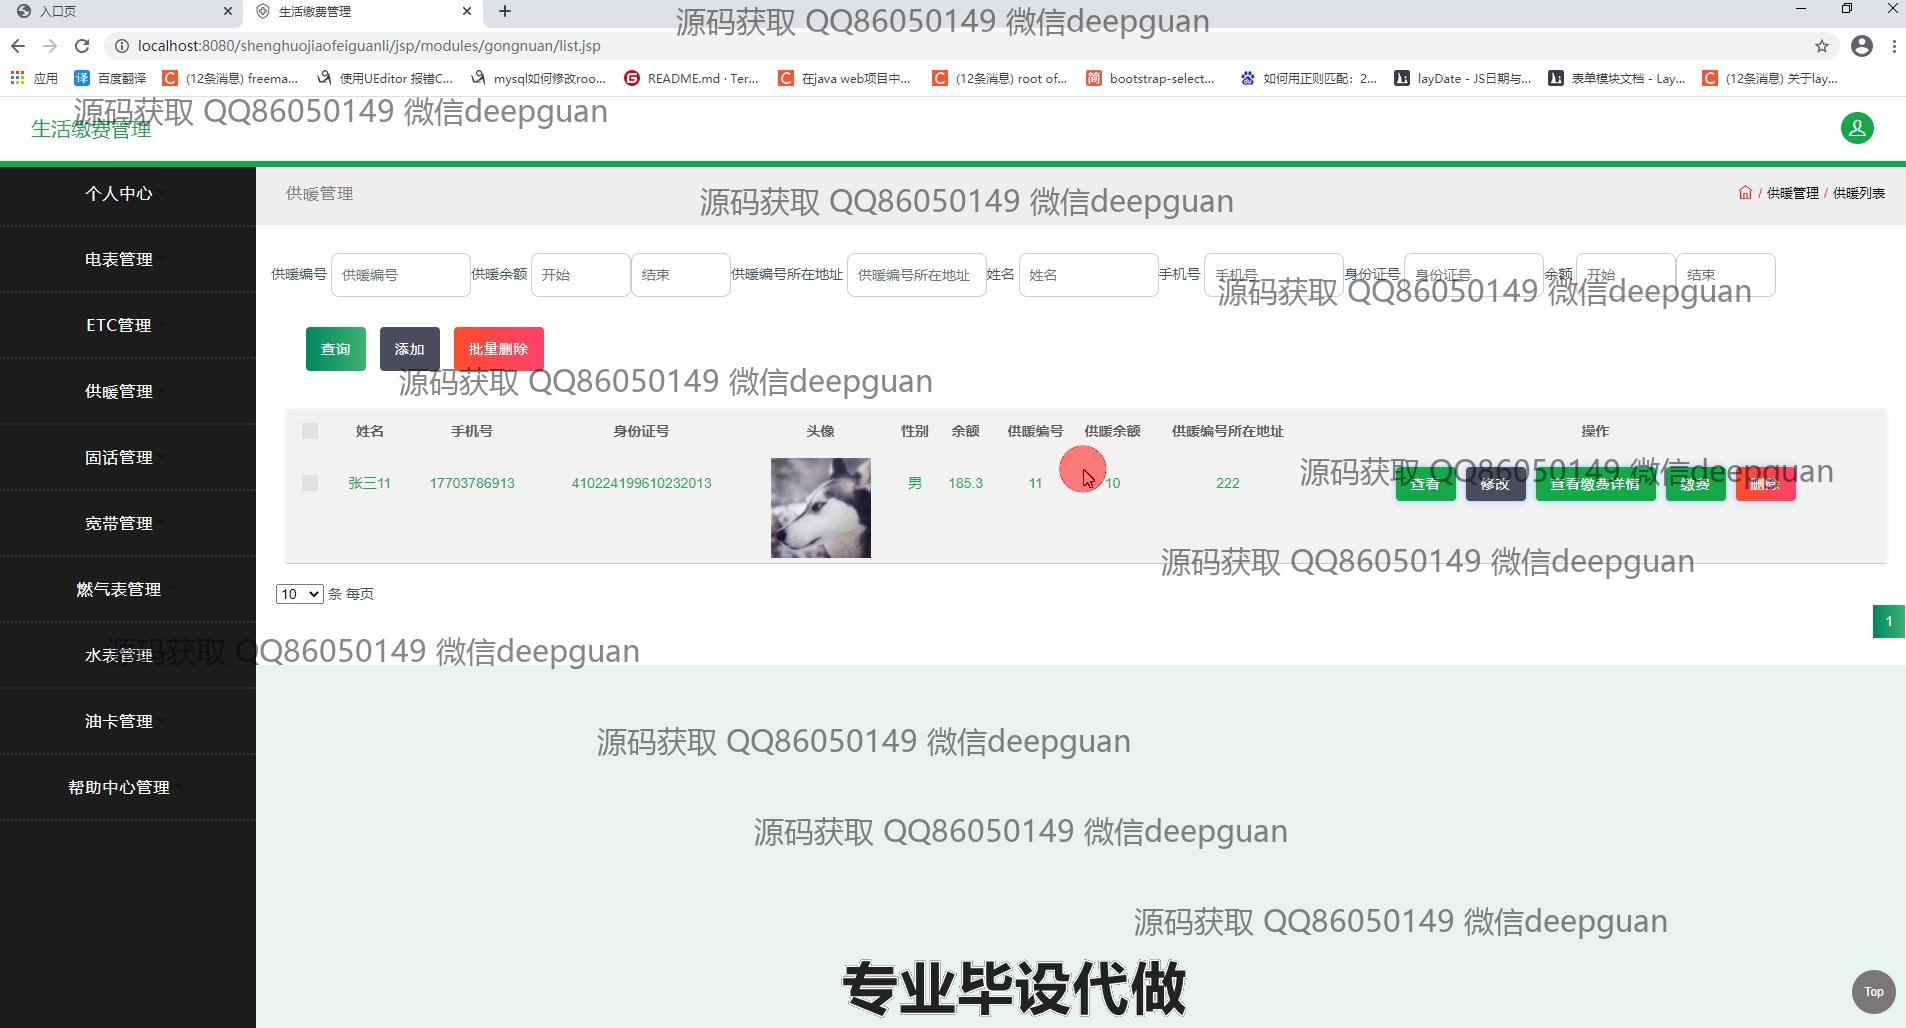 入口页
生活缴费管理
源码获取 QQ86050149 微信deepguan
localhost:8080/shenghuojiaofeiguanli/jsp/modules/gongnuan/list.jsp
应用 百度翻译 (12条消息) freema... 使用UEditor 报错C... mysql如何修改roo... README.md · Ter... 在java web项目中... (12条消息) root of... bootstrap-select... 如何用正则匹配：2... layDate - JS日期与... 表单模块文档 - Lay... (12条消息) 关于lay...
源码获取 QQ86050149 微信deepguan
生活缴费管理
个人中心
电表管理
ETC管理
供暖管理
固话管理
宽带管理
燃气表管理
水表管理
油卡管理
帮助中心管理
供暖管理
源码获取 QQ86050149 微信deepguan
/ 供暖管理 / 供暖列表
供暖编号 供暖编号 供暖余额 开始 结束 供暖编号所在地址 供暖编号所在地址 姓名 姓名 手机号 手机号 身份证号 身份证号 余额 开始 结束
源码获取 QQ86050149 微信deepguan
查询 添加 批量删除
源码获取 QQ86050149 微信deepguan
姓名 手机号 身份证号 头像 性别 余额 供暖编号 供暖余额 供暖编号所在地址 操作
张三11 17703786913 410224199610232013 男 185.3 11 10 222 查看 修改 查看缴费详情 缴费 删除
源码获取 QQ86050149 微信deepguan
源码获取 QQ86050149 微信deepguan
10 条 每页
1
源码获取 QQ86050149 微信deepguan
源码获取 QQ86050149 微信deepguan
源码获取 QQ86050149 微信deepguan
源码获取 QQ86050149 微信deepguan
专业毕设代做
Top